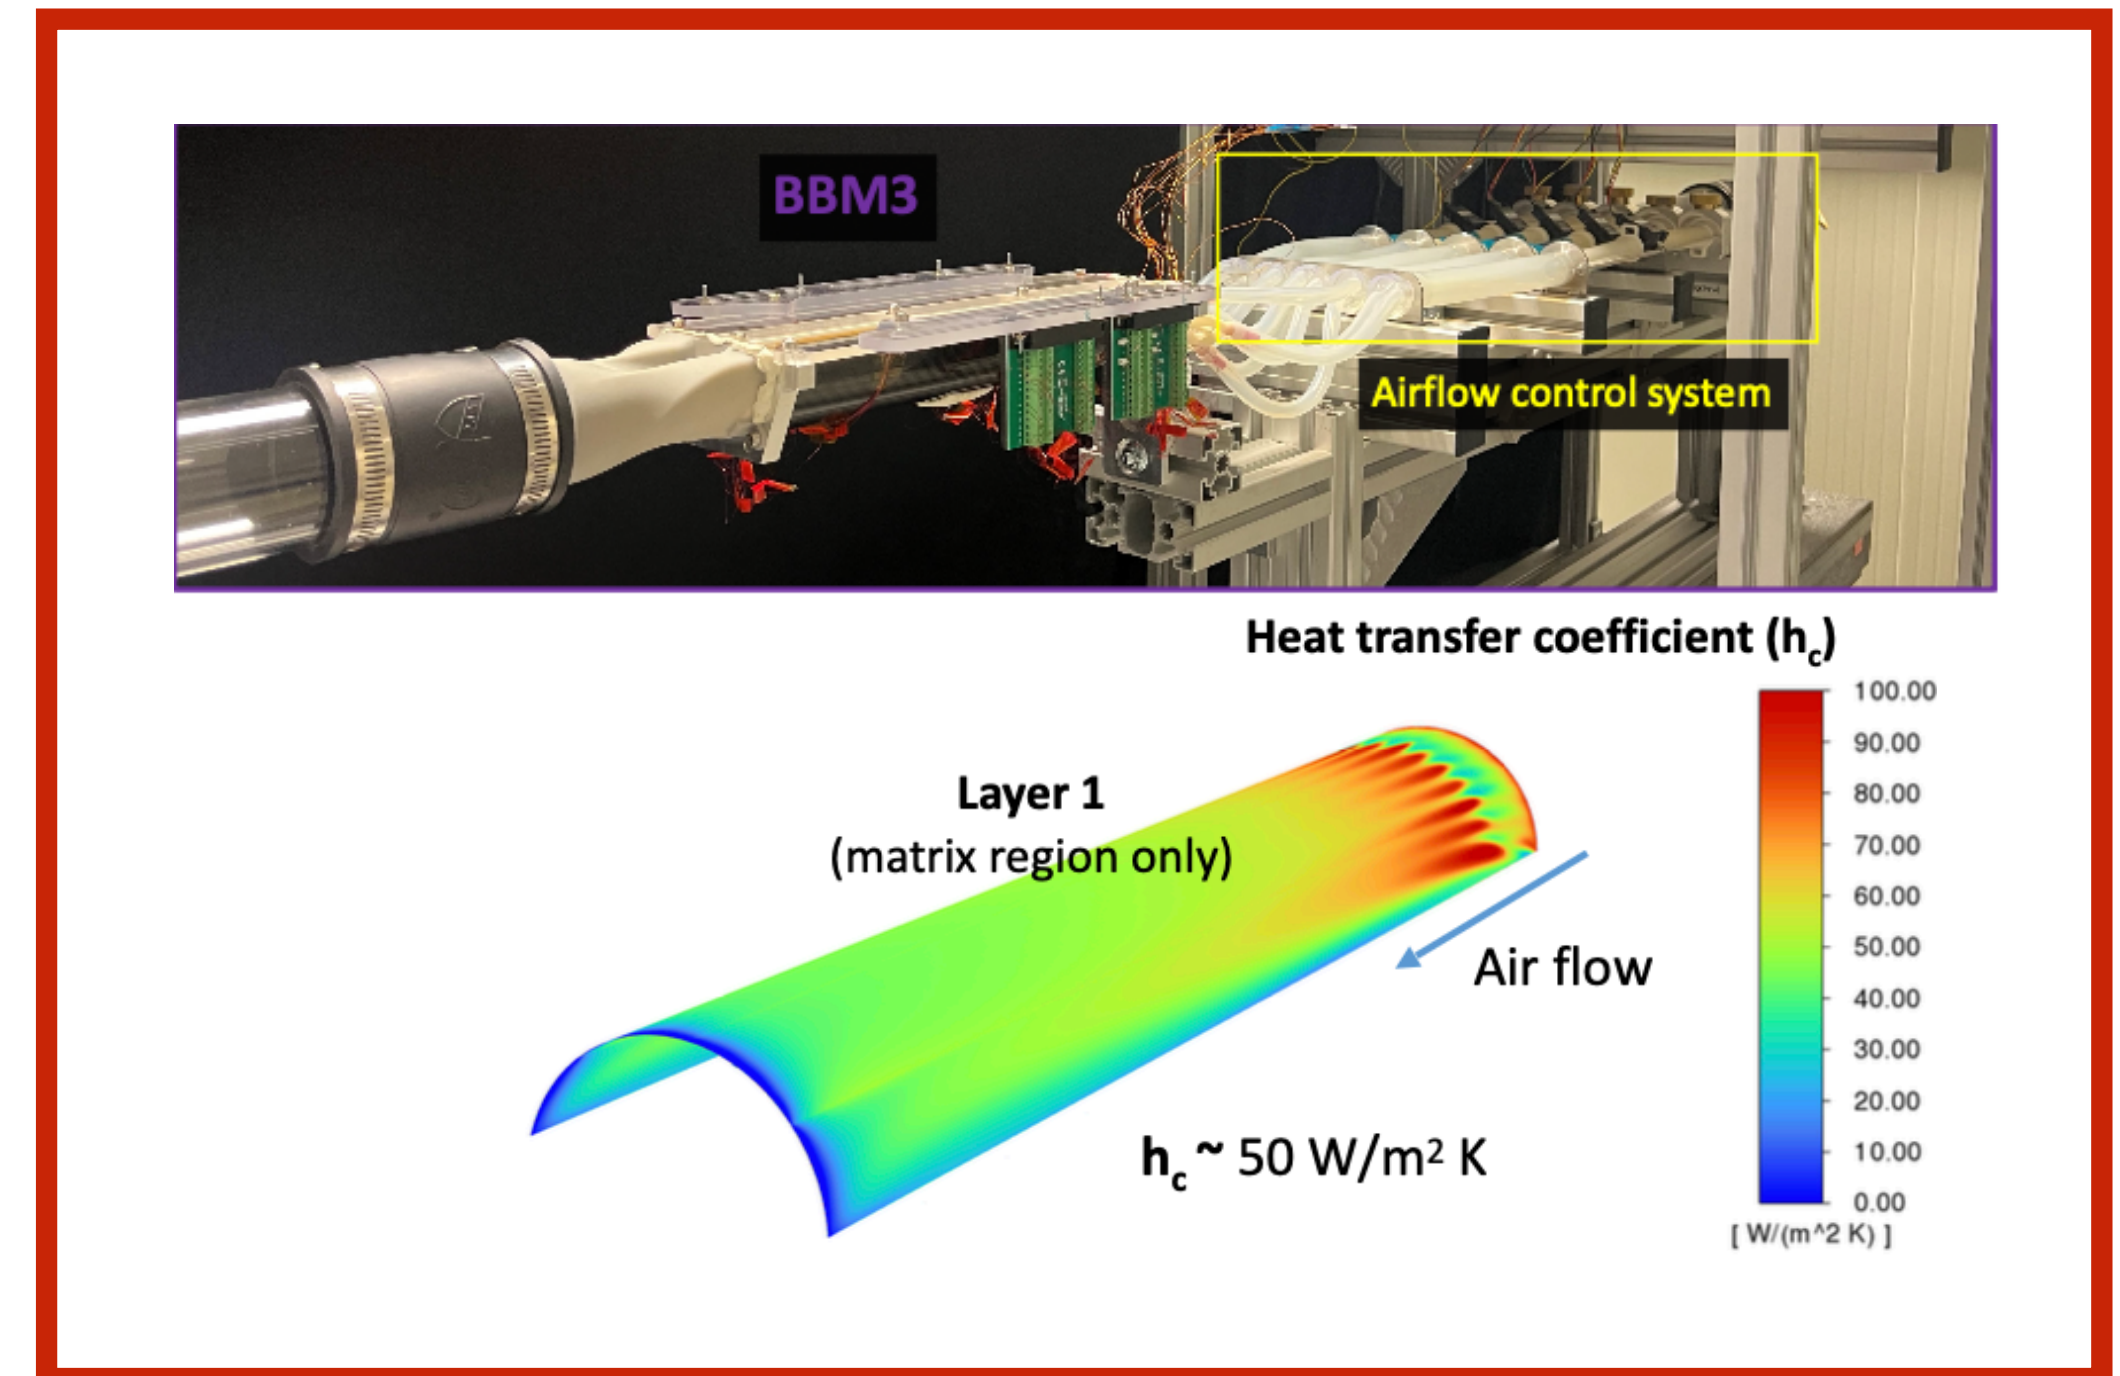 BBM3
Airflow control system
Heat transfer coefficient (hc)
100.00
90.00
80.00
70.00
60.00
50.00
40.00
30.00
20.00
10.00
0.00
[ W/(m^2 K) ]
Layer 1
(matrix region only)
Air flow
hc ~ 50 W/m2 K